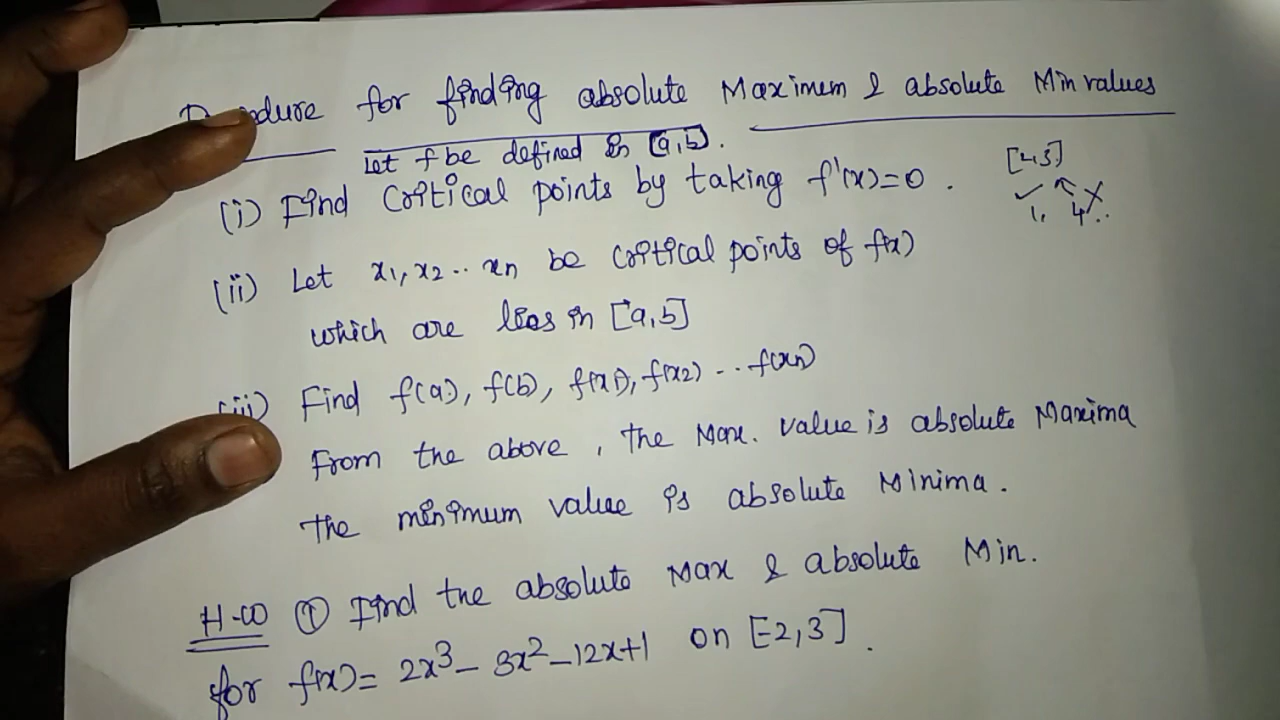 for finding absolute Maximum & absolute Min values
Let f be defined in [a,b].
(i) Find Critical points by taking f'(x)=0.
1, 4
(ii) Let x1, x2.. xn be critical points of f(x)
which are lies in [a,b]
(iii) Find f(a), f(b), f(x1), f(x2) -.. f(xn)
From the above, the Max. value is absolute Maxima
The minimum value is absolute Minima.
H.W ① Find the absolute Max & absolute Min.
for f(x)= 2x³- 3x²-12x+1 on [-2,3].